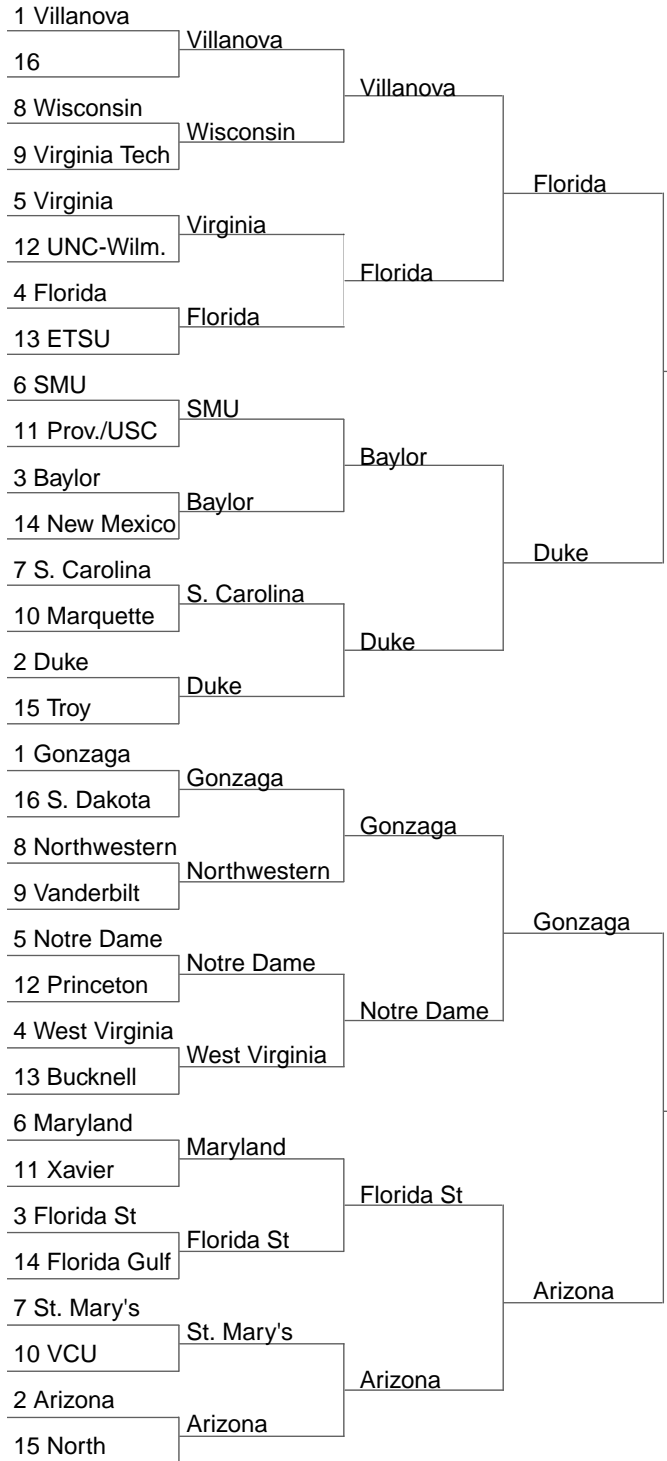 1 Villanova
16
8 Wisconsin
9 Virginia Tech
5 Virginia
12 UNC-Wilm.
4 Florida
13 ETSU
6 SMU
11 Prov./USC
3 Baylor
14 New Mexico
7 S. Carolina
10 Marquette
2 Duke
15 Troy
1 Gonzaga
16 S. Dakota
8 Northwestern
9 Vanderbilt
5 Notre Dame
12 Princeton
4 West Virginia
13 Bucknell
6 Maryland
11 Xavier
3 Florida St
14 Florida Gulf
7 St. Mary's
10 VCU
2 Arizona
15 North
Villanova
Wisconsin
Virginia
Florida
SMU
Baylor
S. Carolina
Duke
Gonzaga
Northwestern
Notre Dame
West Virginia
Maryland
Florida St
St. Mary's
Arizona
Villanova
Florida
Baylor
Duke
Gonzaga
Notre Dame
Florida St
Arizona
Florida
Duke
Gonzaga
Arizona